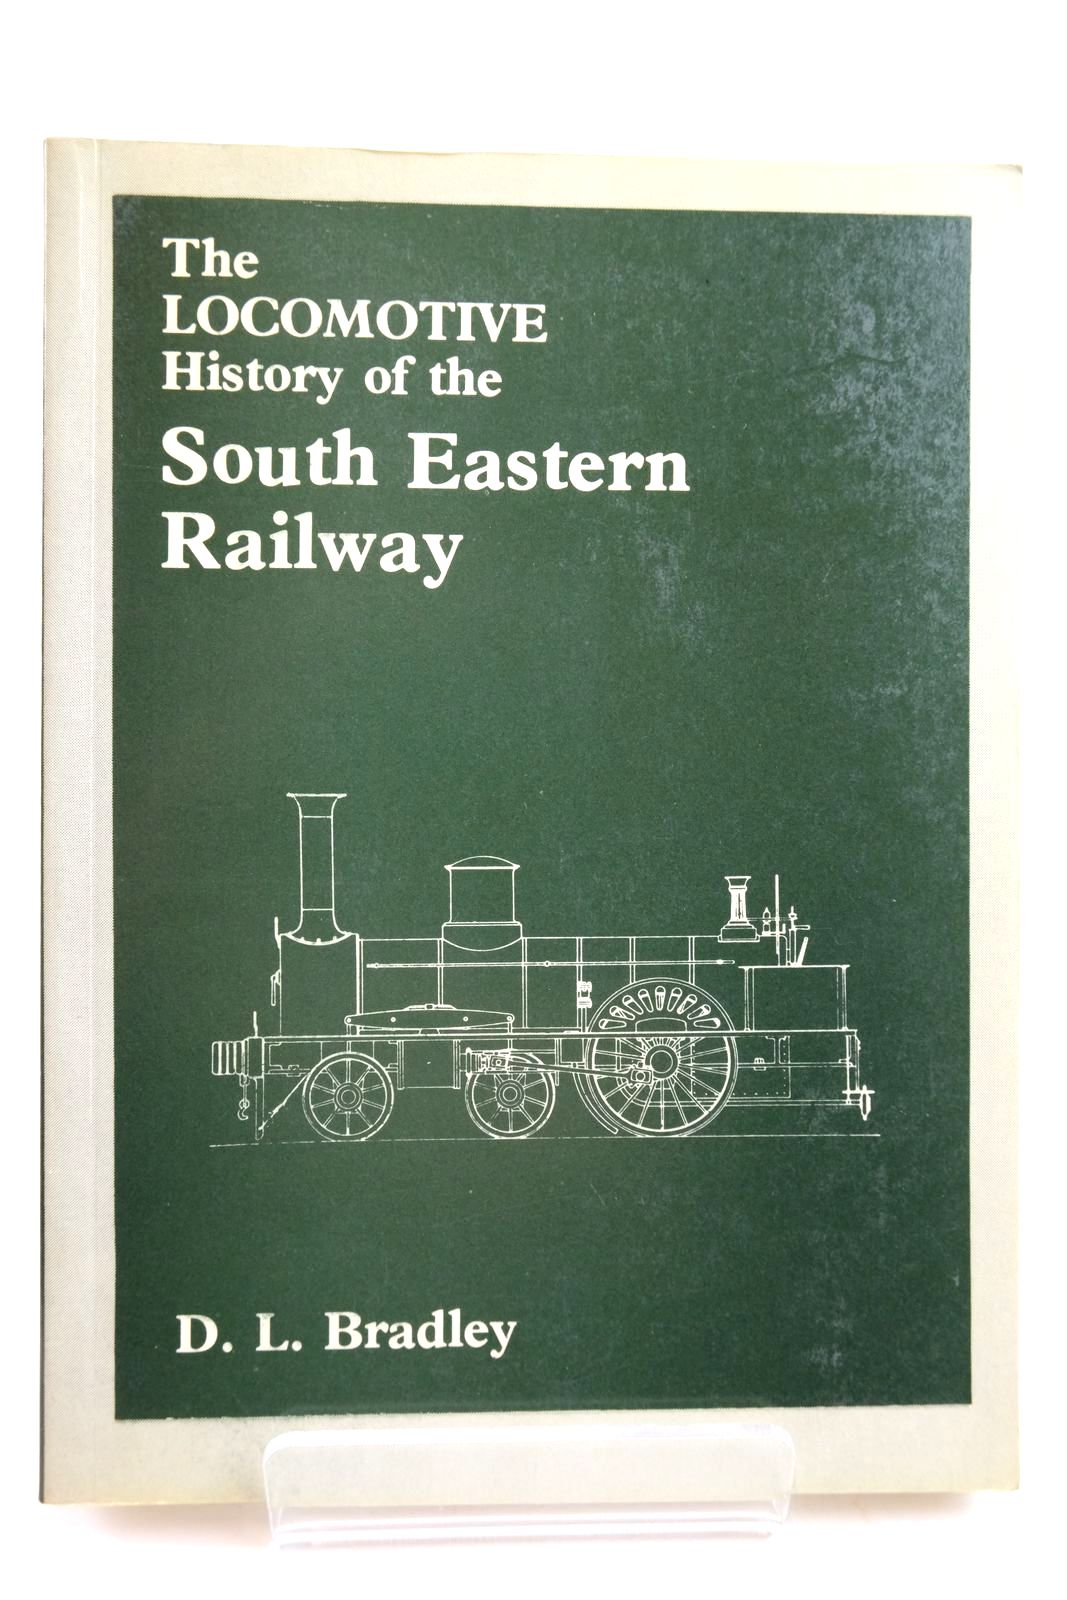 The
LOCOMOTIVE
History of the
South Eastern
Railway
D. L. Bradley